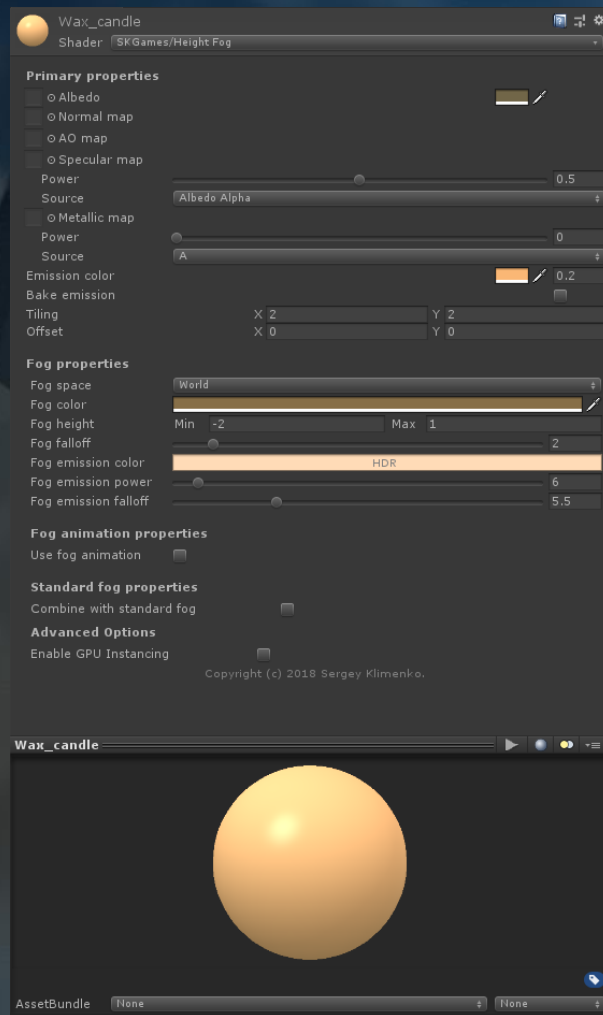 Wax_candle
Shader SKGames/Height Fog
Primary properties
Albedo
Normal map
AO map
Specular map
Power 0.5
Source Albedo Alpha
Metallic map
Power 0
Source A
Emission color 0.2
Bake emission
Tiling X 2 Y 2
Offset X 0 Y 0
Fog properties
Fog space World
Fog color
Fog height Min -2 Max 1
Fog falloff 2
Fog emission color HDR
Fog emission power 6
Fog emission falloff 5.5
Fog animation properties
Use fog animation
Standard fog properties
Combine with standard fog
Advanced Options
Enable GPU Instancing
Copyright (c) 2018 Sergey Klimenko.
Wax_candle
AssetBundle None None